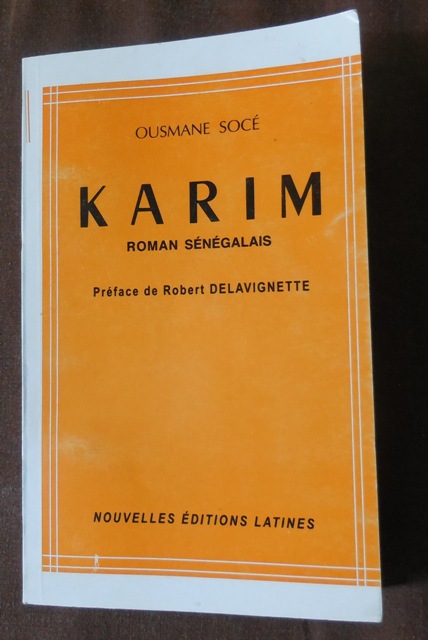 OUSMANE SOCÉ
KARIM
ROMAN SÉNÉGALAIS
Préface de Robert DELAVIGNETTE
NOUVELLES ÉDITIONS LATINES